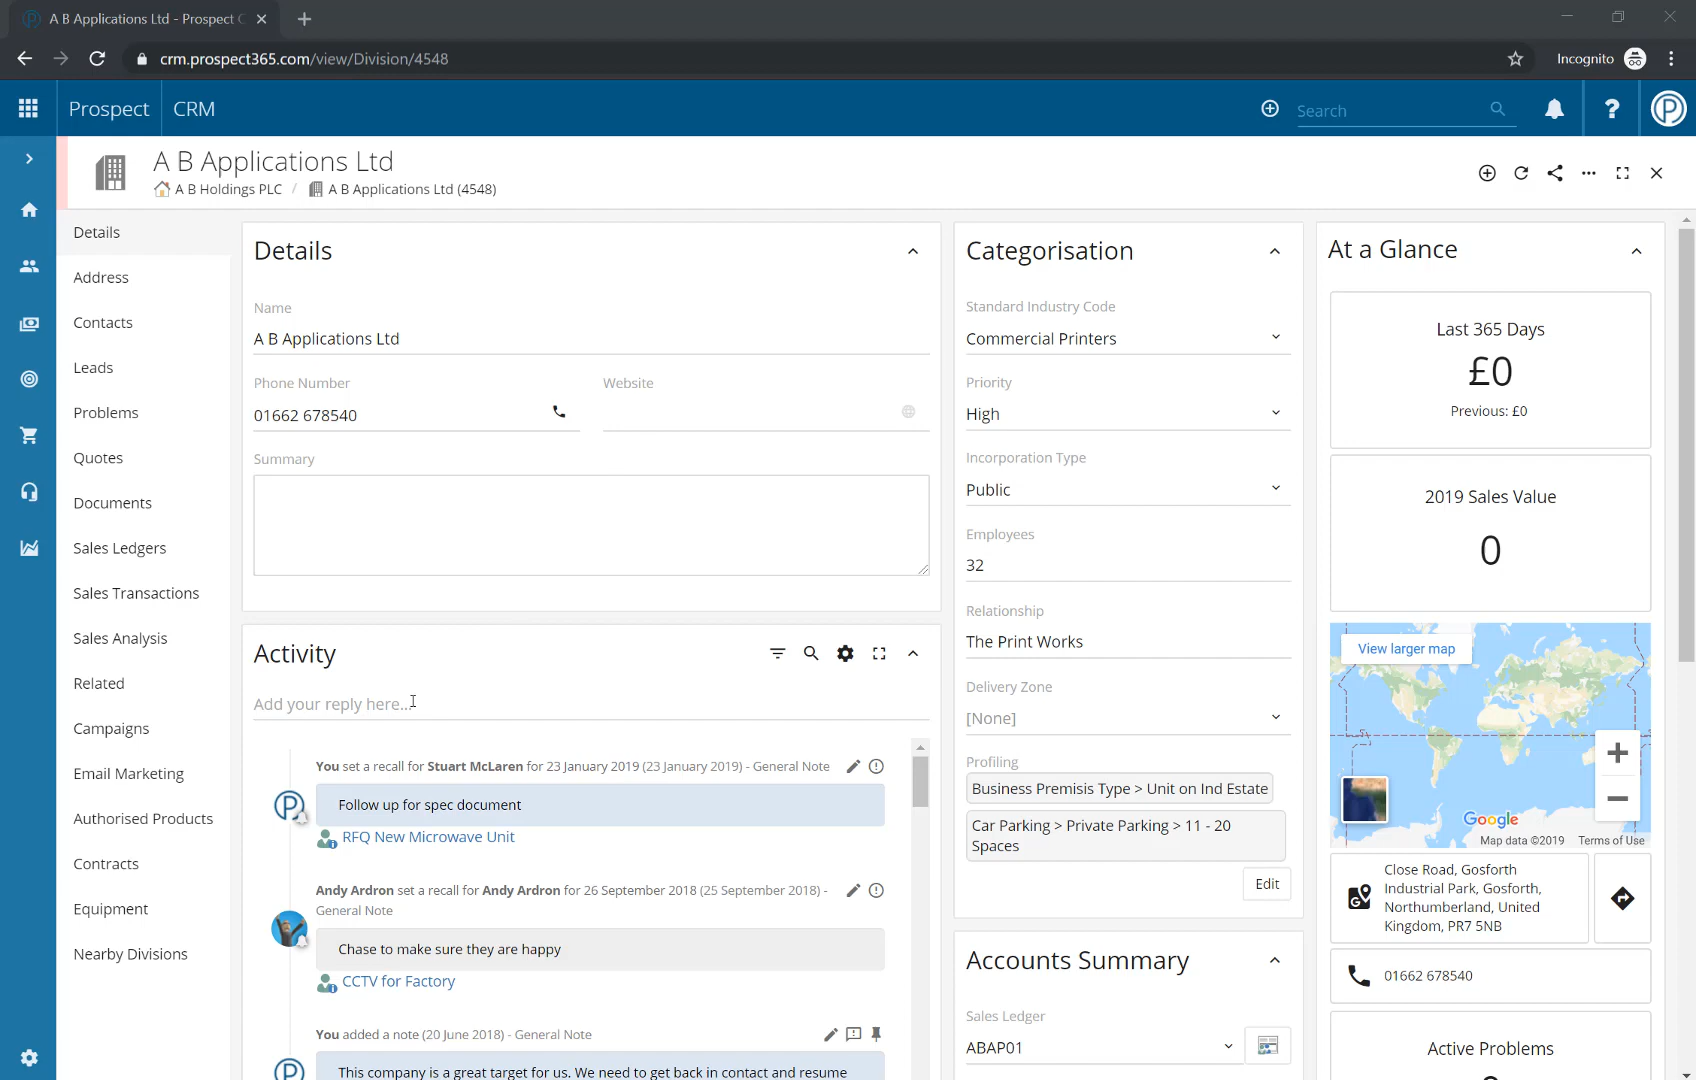 A B Applications Ltd - Prospect C
crm.prospect365.com/view/Division/4548
Incognito
Prospect
CRM
Search
A B Applications Ltd
A B Holdings PLC / A B Applications Ltd (4548)
Details
Address
Contacts
Leads
Problems
Quotes
Documents
Sales Ledgers
Sales Transactions
Sales Analysis
Related
Campaigns
Email Marketing
Authorised Products
Contracts
Equipment
Nearby Divisions
Details
Name
A B Applications Ltd
Phone Number
01662 678540
Website
Summary
Activity
Add your reply here...
You set a recall for Stuart McLaren for 23 January 2019 (23 January 2019) - General Note
Follow up for spec document
RFQ New Microwave Unit
Andy Ardron set a recall for Andy Ardron for 26 September 2018 (25 September 2018) -
General Note
Chase to make sure they are happy
CCTV for Factory
You added a note (20 June 2018) - General Note
This company is a great target for us. We need to get back in contact and resume
Categorisation
Standard Industry Code
Commercial Printers
Priority
High
Incorporation Type
Public
Employees
32
Relationship
The Print Works
Delivery Zone
[None]
Profiling
Business Premisis Type > Unit on Ind Estate
Car Parking > Private Parking > 11 - 20
Spaces
Edit
Accounts Summary
Sales Ledger
ABAP01
At a Glance
Last 365 Days
£0
Previous: £0
2019 Sales Value
0
View larger map
Google
Map data ©2019 Terms of Use
Close Road, Gosforth
Industrial Park, Gosforth,
Northumberland, United
Kingdom, PR7 5NB
01662 678540
Active Problems